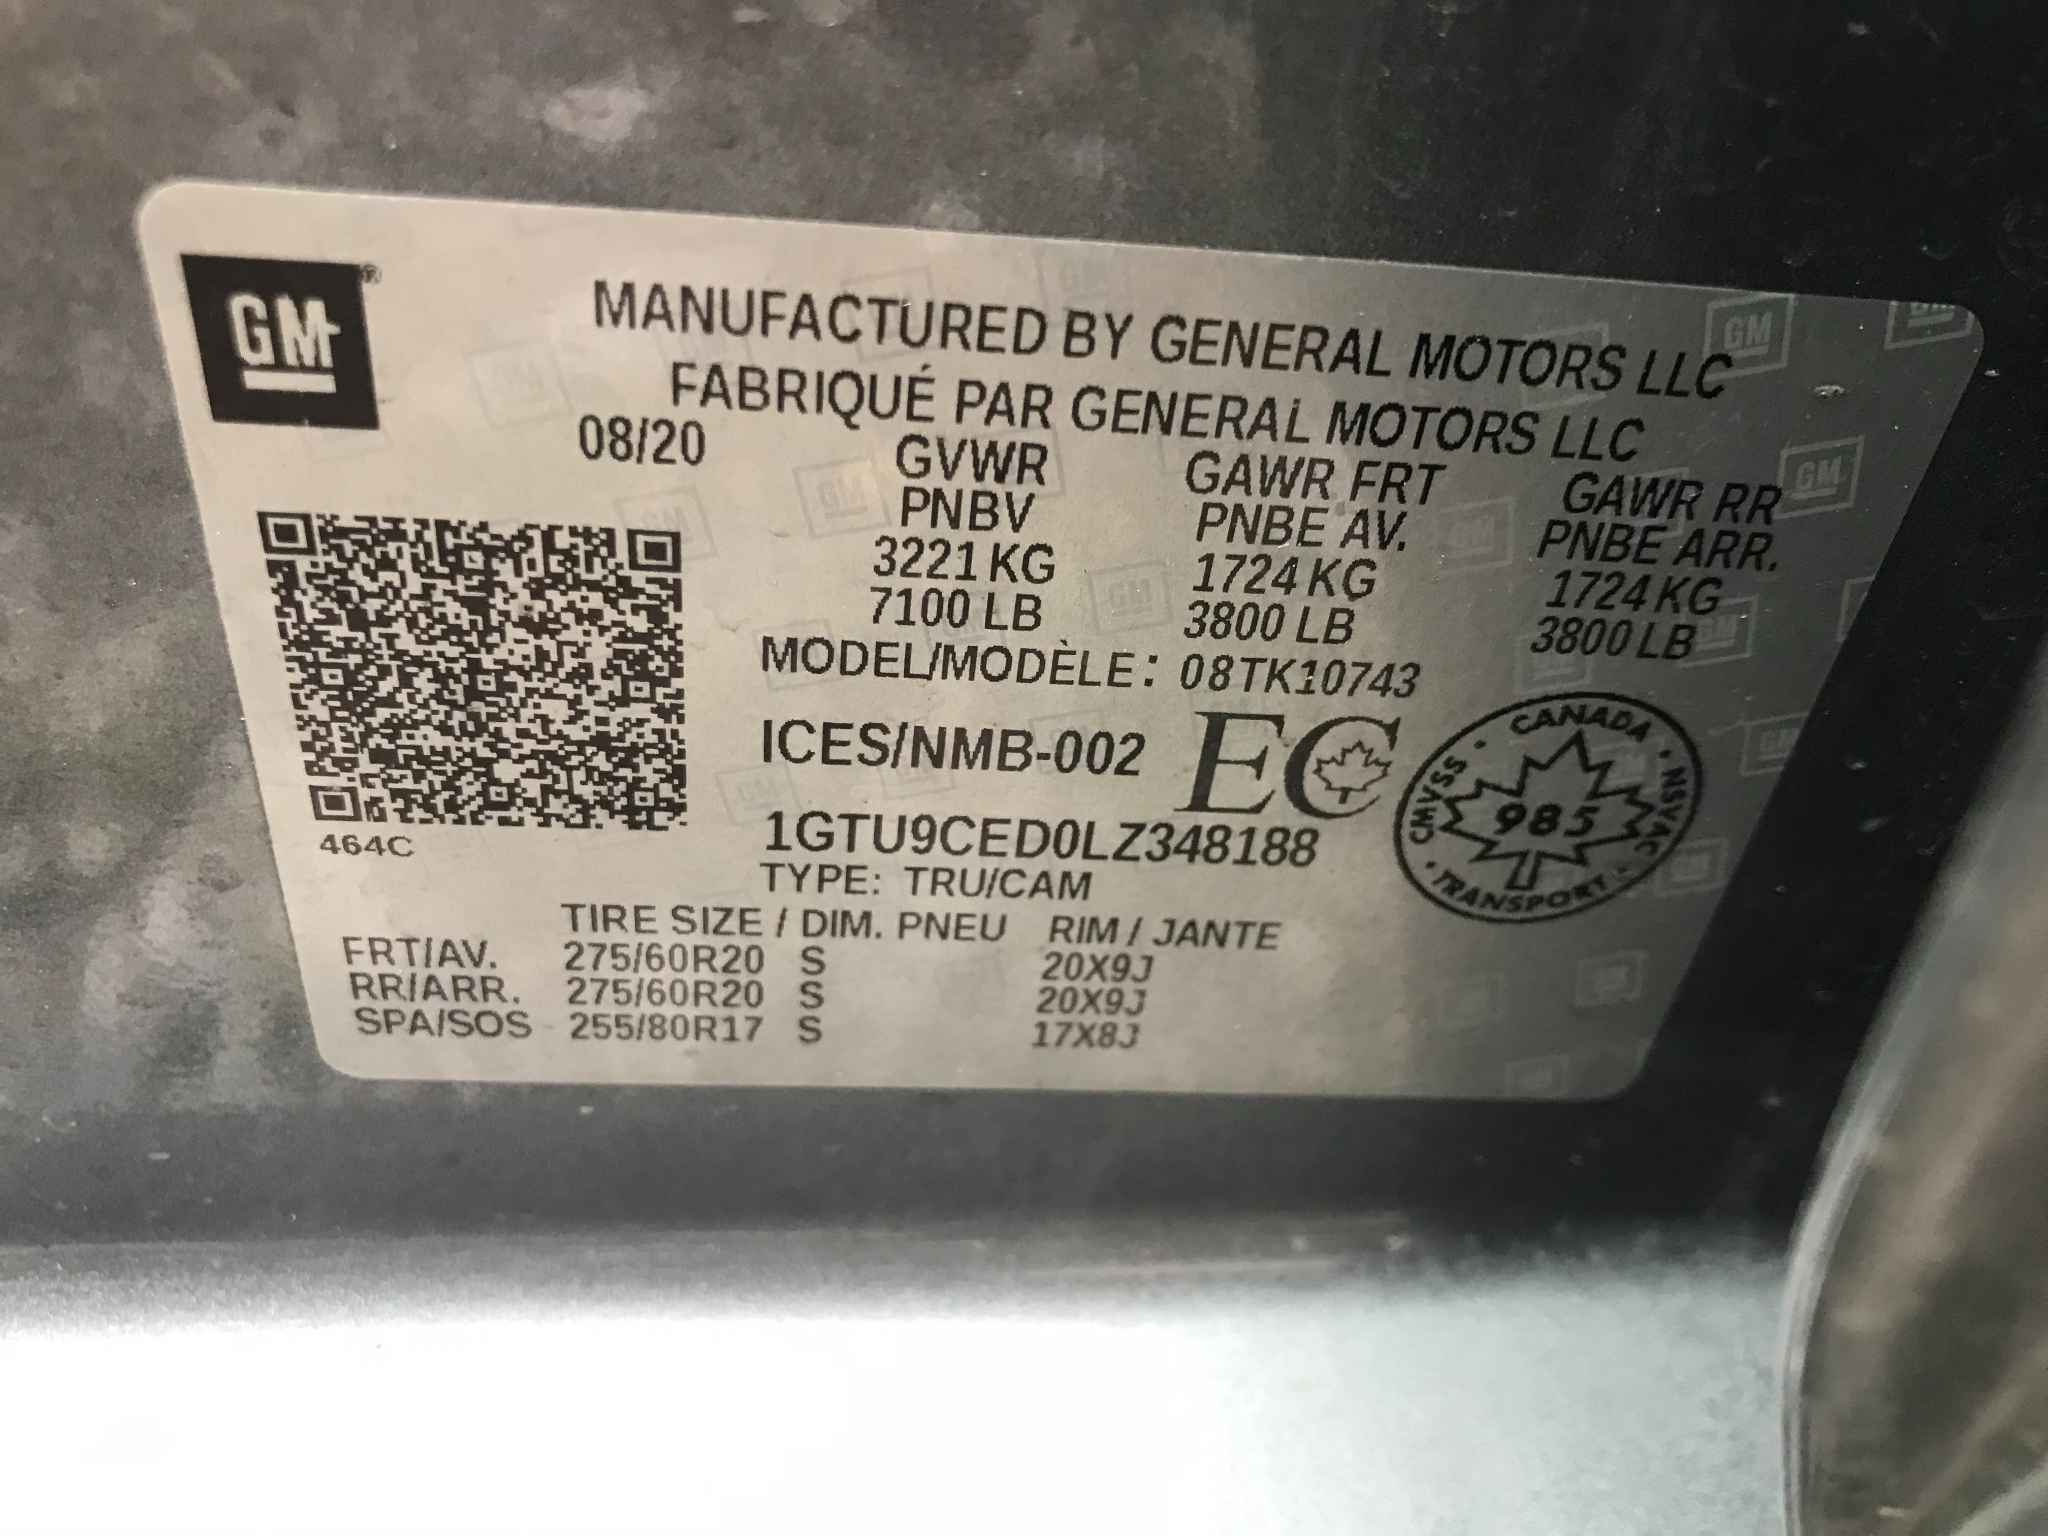 GM®
MANUFACTURED BY GENERAL MOTORS LLC
FABRIQUÉ PAR GENERAL MOTORS LLC
08/20 GVWR GAWR FRT GAWR RR
PNBV PNBE AV. PNBE ARR.
3221 KG 1724 KG 1724 KG
7100 LB 3800 LB 3800 LB
MODEL/MODÈLE: 08TK10743
ICES/NMB-002 EC
CANADA · NSVAC · TRANSPORT · CMVSS ·
985
464C
1GTU9CED0LZ348188
TYPE: TRU/CAM
TIRE SIZE / DIM. PNEU RIM / JANTE
FRT/AV. 275/60R20 S 20X9J
RR/ARR. 275/60R20 S 20X9J
SPA/SOS 255/80R17 S 17X8J